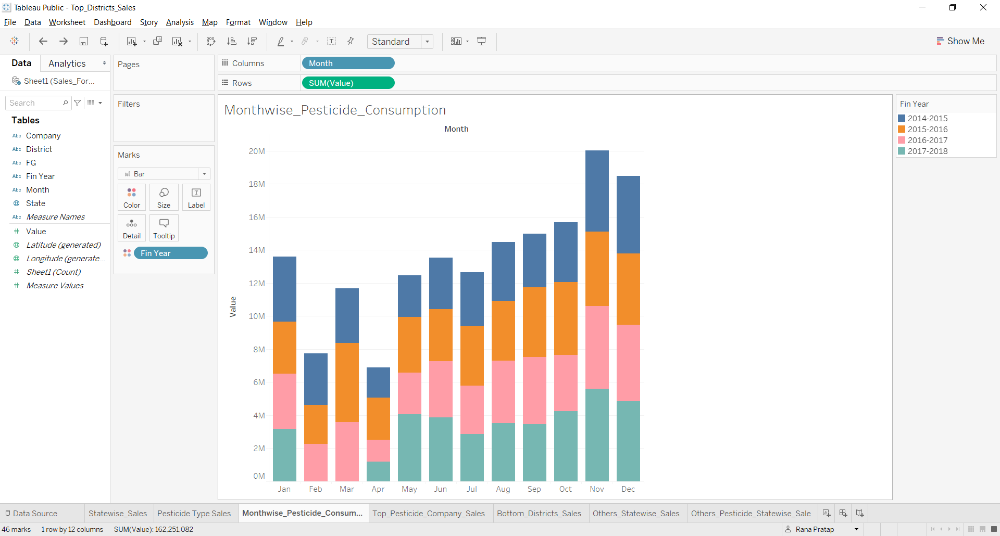 Tableau Public - Top_Districts_Sales
File Data Worksheet Dashboard Story Analysis Map Format Window Help
Standard
Show Me
Data Analytics
Sheet1 (Sales_For...
Search
Tables
Abc Company
Abc District
Abc FG
Abc Fin Year
Abc Month
State
Abc Measure Names
# Value
Latitude (generated)
Longitude (generate...
# Sheet1 (Count)
# Measure Values
Pages
Filters
Marks
Bar
Color Size Label
Detail Tooltip
Fin Year
Columns Month
Rows SUM(Value)
Monthwise_Pesticide_Consumption
Month
Value
20M
18M
16M
14M
12M
10M
8M
6M
4M
2M
0M
Jan Feb Mar Apr May Jun Jul Aug Sep Oct Nov Dec
Fin Year
2014-2015
2015-2016
2016-2017
2017-2018
Data Source Statewise_Sales Pesticide Type Sales Monthwise_Pesticide_Consum... Top_Pesticide_Company_Sales Bottom_Districts_Sales Others_Statewise_Sales Others_Pesticide_Statewise_Sale
46 marks 1 row by 12 columns SUM(Value): 162,251,082 Rana Pratap